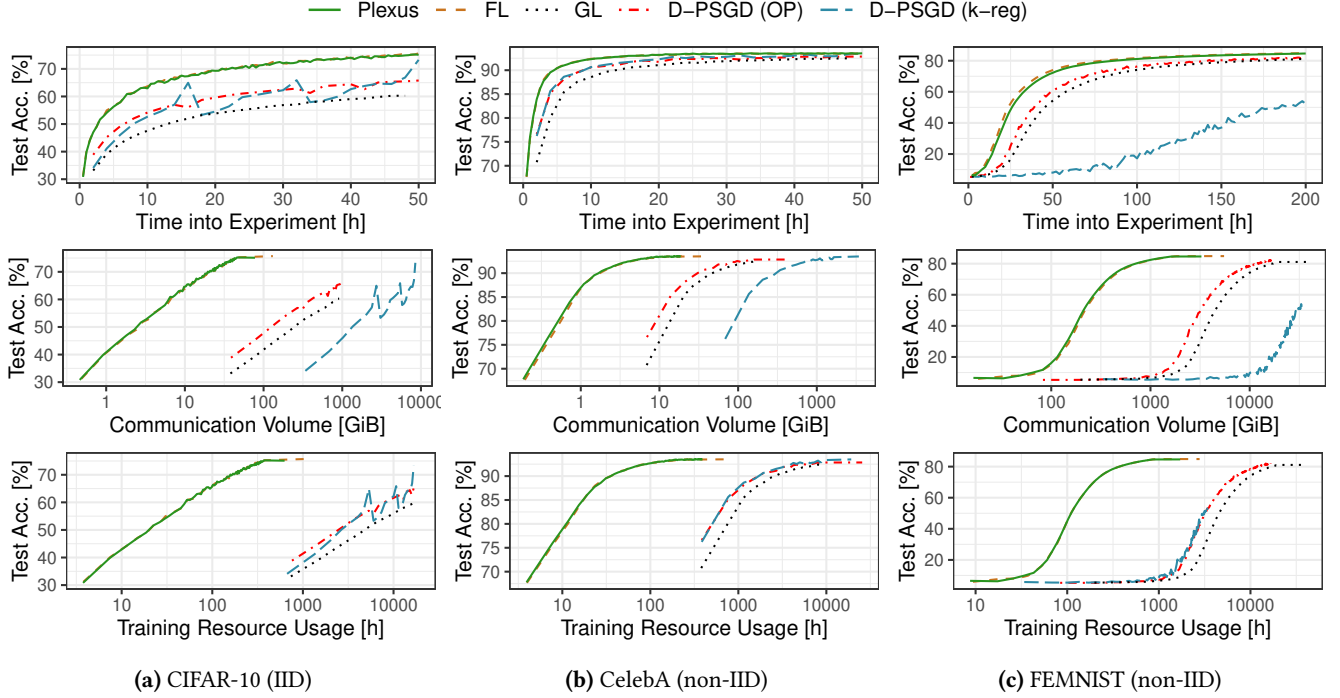 Plexus FL GL D-PSGD (OP) D-PSGD (k-reg)
Test Acc. [%]
70
60
50
40
30
0 10 20 30 40 50
Time into Experiment [h]
Test Acc. [%]
90
85
80
75
70
0 10 20 30 40 50
Time into Experiment [h]
Test Acc. [%]
80
60
40
20
0 50 100 150 200
Time into Experiment [h]
Test Acc. [%]
70
60
50
40
30
1 10 100 1000 10000
Communication Volume [GiB]
Test Acc. [%]
90
85
80
75
70
1 10 100 1000
Communication Volume [GiB]
Test Acc. [%]
80
60
40
20
100 1000 10000
Communication Volume [GiB]
Test Acc. [%]
70
60
50
40
30
10 100 1000 10000
Training Resource Usage [h]
Test Acc. [%]
90
85
80
75
70
10 100 1000 10000
Training Resource Usage [h]
Test Acc. [%]
80
60
40
20
10 100 1000 10000
Training Resource Usage [h]
(a) CIFAR-10 (IID)
(b) CelebA (non-IID)
(c) FEMNIST (non-IID)